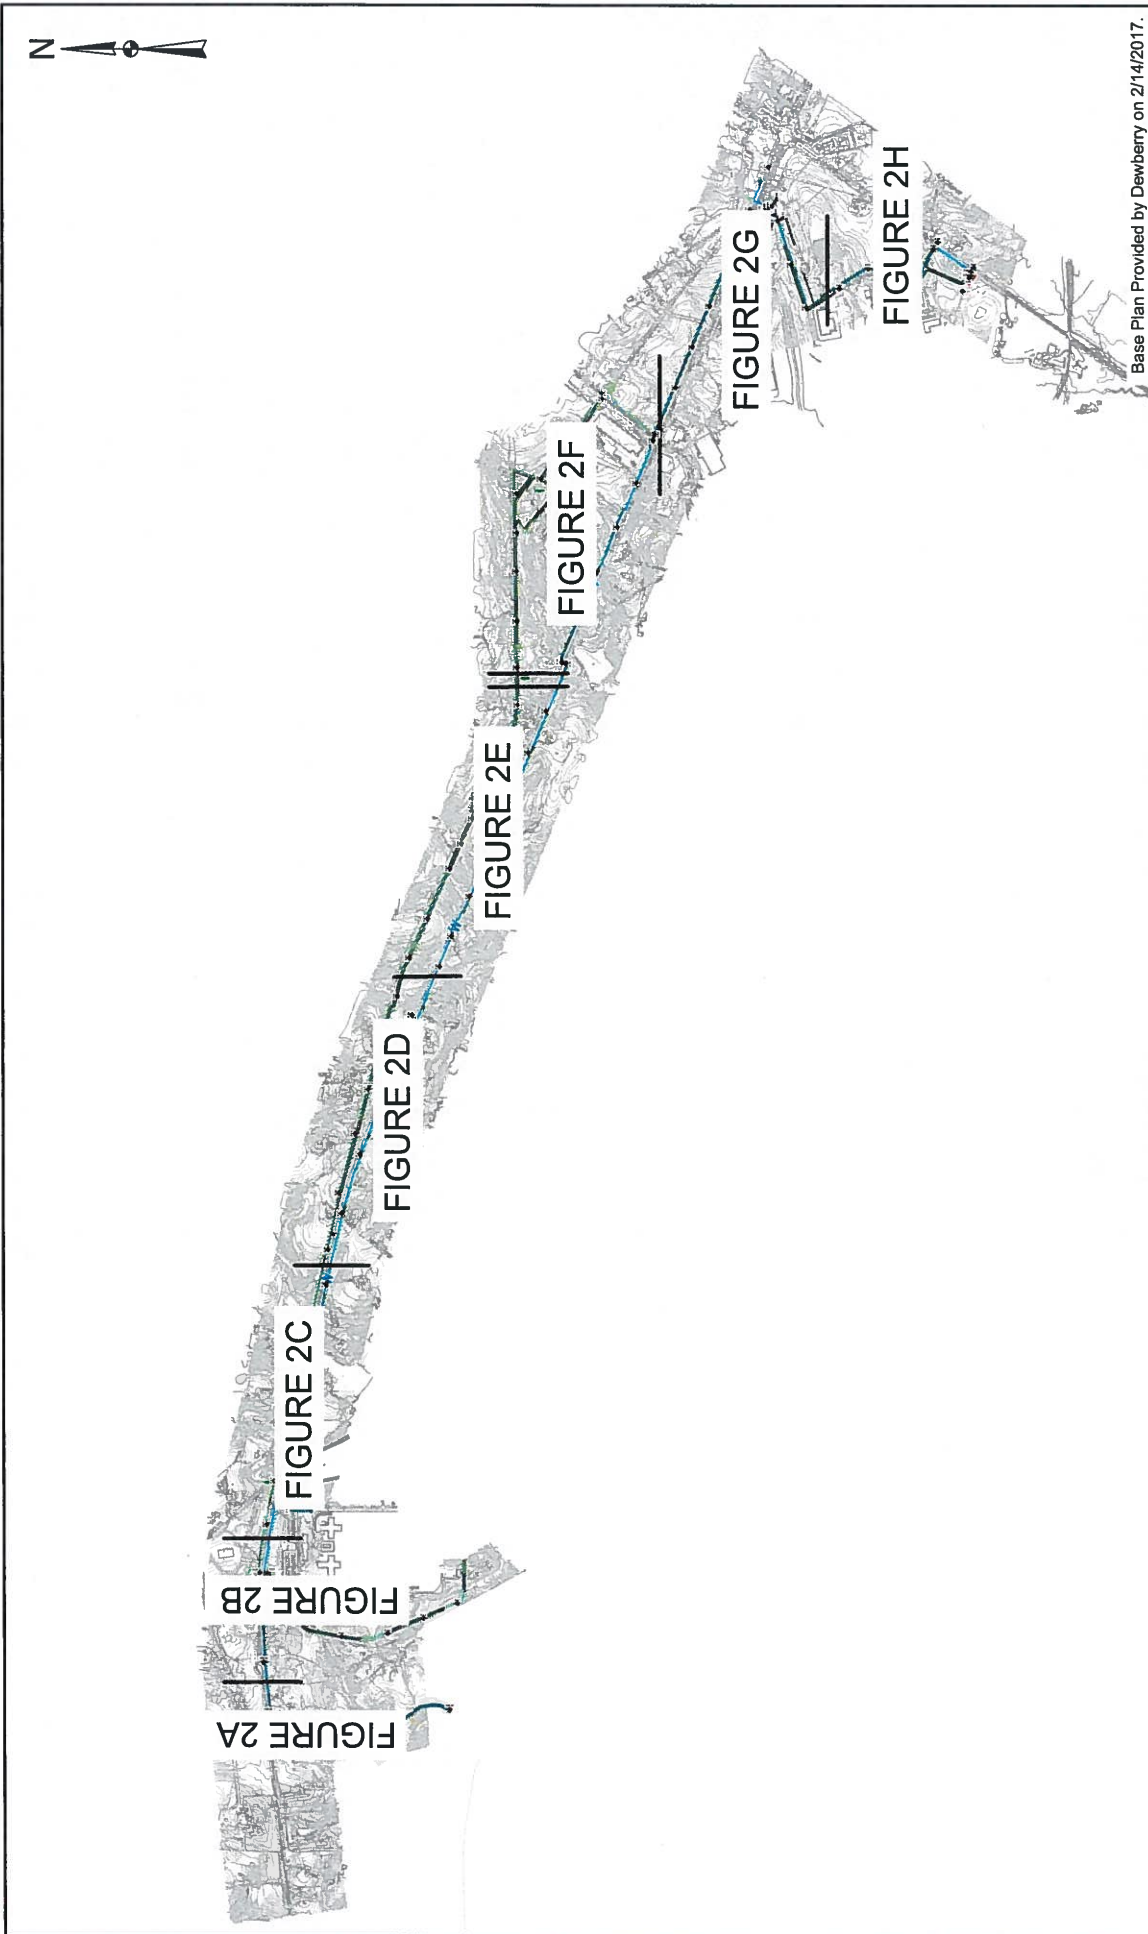 N
FIGURE 2A
FIGURE 2B
FIGURE 2C
FIGURE 2D
FIGURE 2E
FIGURE 2F
FIGURE 2G
FIGURE 2H
Base Plan Provided by Dewberry on 2/14/2017.